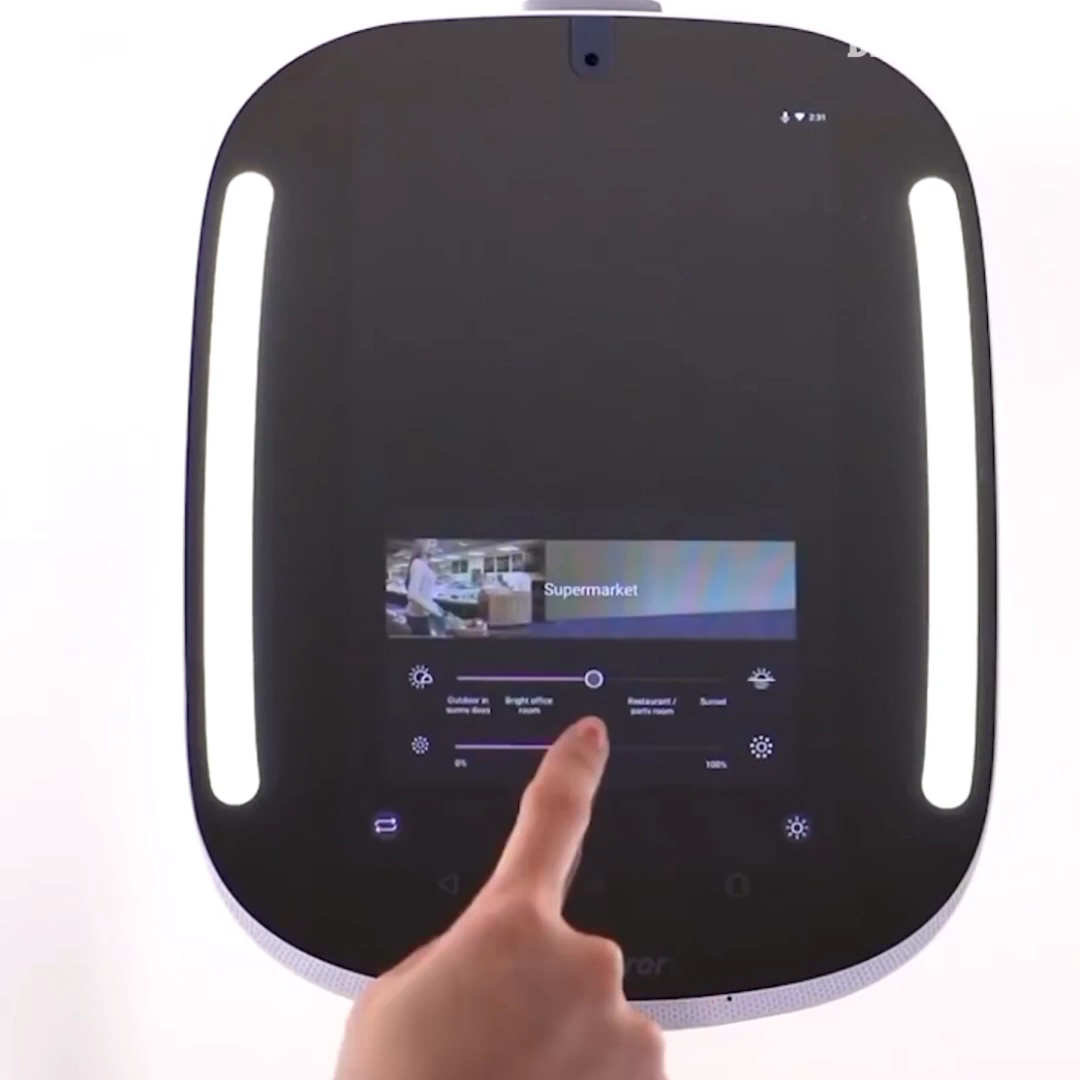 2:31
Supermarket
Outdoor in
sunny days
Bright office
room
Restaurant /
party room
Sunset
0%
100%